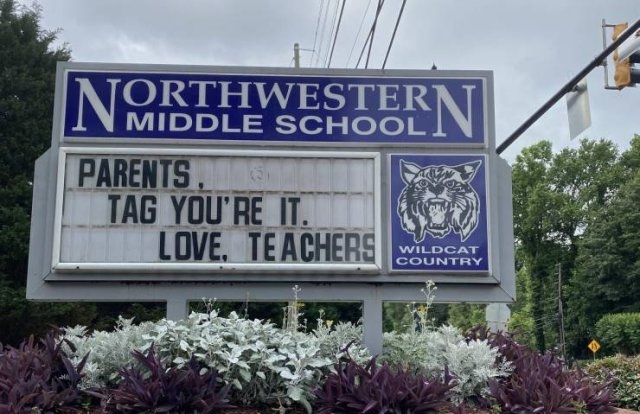 NORTHWESTERN
MIDDLE SCHOOL
PARENTS,
TAG YOU'RE IT.
LOVE, TEACHERS
WILDCAT
COUNTRY